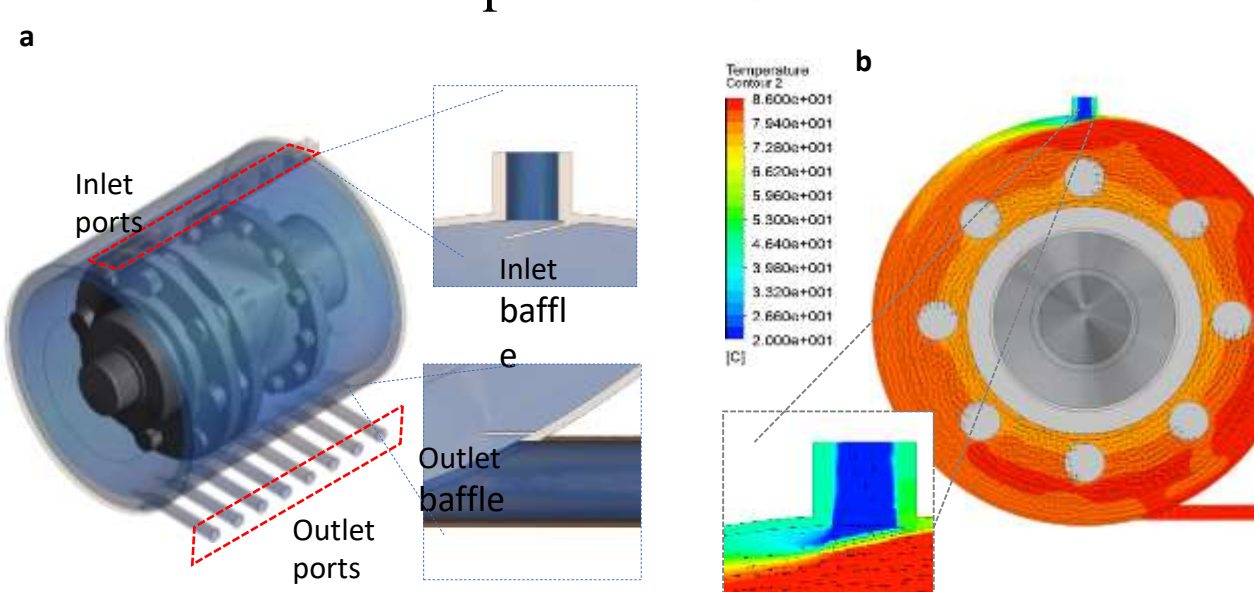 a
Inlet
ports
Inlet
baffl
e
Outlet
baffle
Outlet
ports
b
Temperature
Contour 2
8.600e+001
7.940e+001
7.280e+001
6.620e+001
5.960e+001
5.300e+001
4.640e+001
3.980e+001
3.320e+001
2.660e+001
2.000e+001
[C]